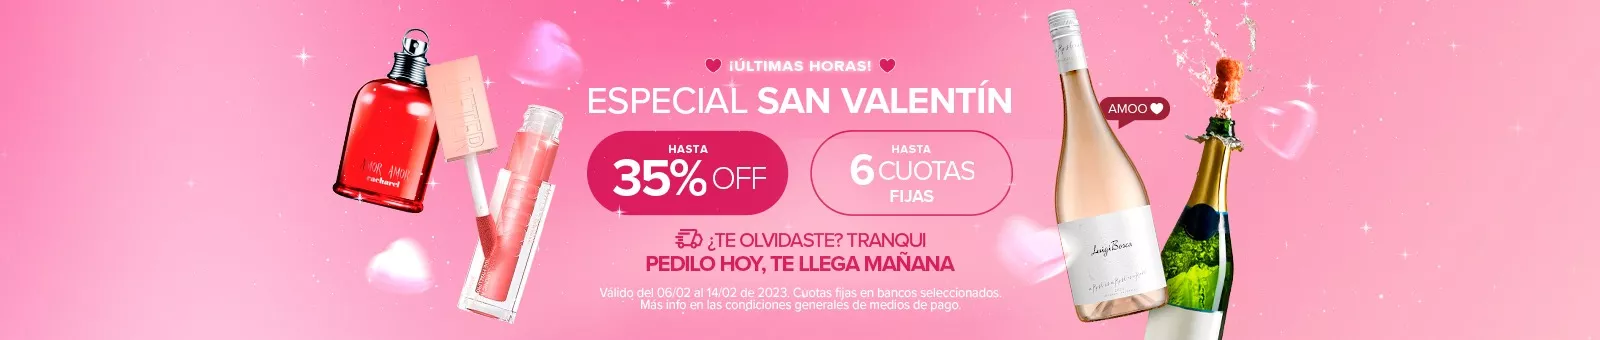 ¡ÚLTIMAS HORAS!
ESPECIAL SAN VALENTÍN
HASTA
35% OFF
HASTA
6 CUOTAS
FIJAS
¿TE OLVIDASTE? TRANQUI
PEDILO HOY, TE LLEGA MAÑANA
Válido del 06/02 al 14/02 de 2023. Cuotas fijas en bancos seleccionados.
Más info en las condiciones generales de medios de pago.
AMOR AMOR
cacharel
LIFTER
AMOO
Luigi Bosca